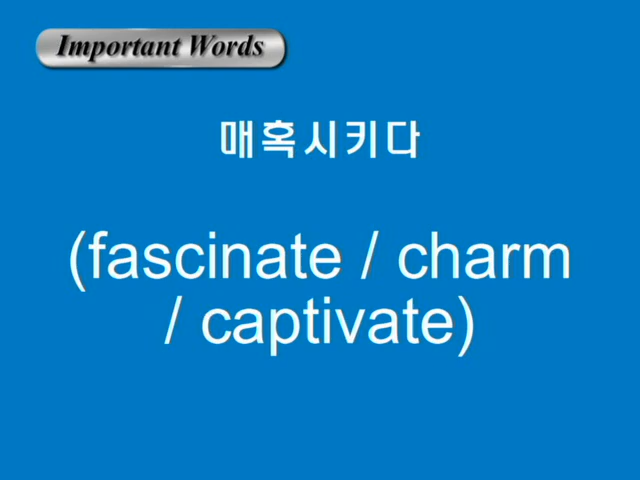 Important Words
매혹시키다
(fascinate / charm
/ captivate)